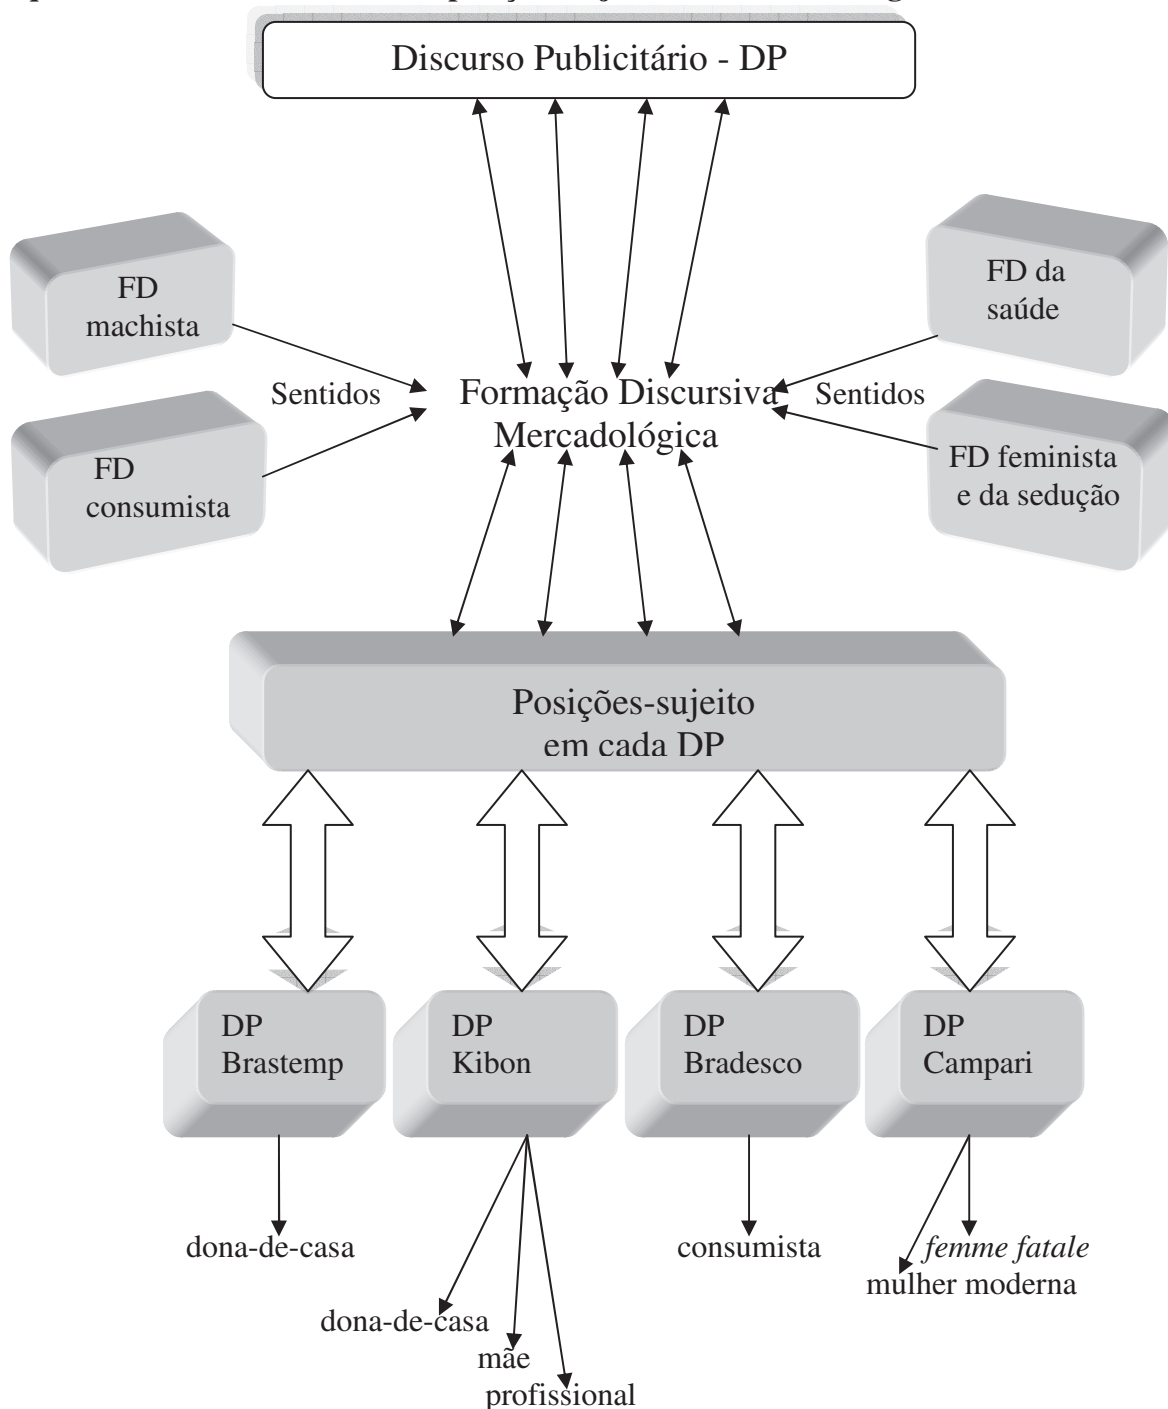 Discurso Publicitário - DP
FD
machista
FD da
saúde
Sentidos
Formação Discursiva
Mercadológica
Sentidos
FD
consumista
FD feminista
e da sedução
Posições-sujeito
em cada DP
DP
Brastemp
DP
Kibon
DP
Bradesco
DP
Campari
dona-de-casa
dona-de-casa
mãe
profissional
consumista
femme fatale
mulher moderna